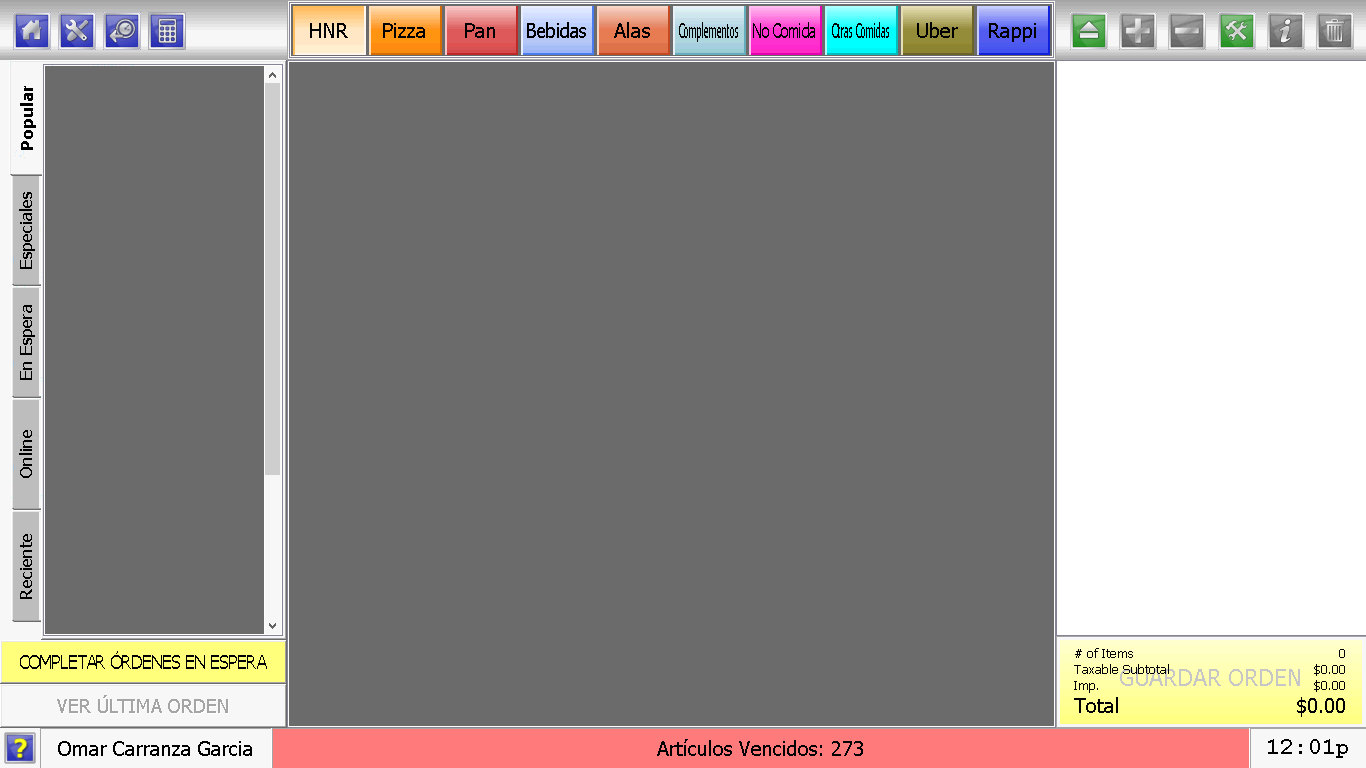 HNR
Pizza
Pan
Bebidas
Alas
Complementos
No Comida
Otras Comidas
Uber
Rappi
Popular
Especiales
En Espera
Online
Reciente
COMPLETAR ÓRDENES EN ESPERA
VER ÚLTIMA ORDEN
# of Items 0
Taxable Subtotal $0.00
GUARDAR ORDEN
Imp. $0.00
Total $0.00
Omar Carranza Garcia
Artículos Vencidos: 273
12:01p